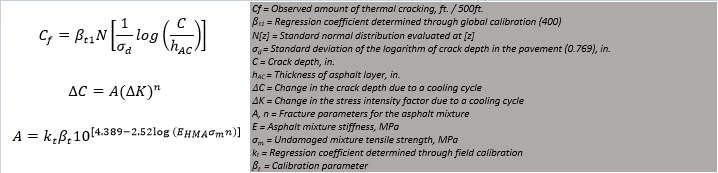 C_f = β_t1 N [ 1/σ_d log ( C/h_AC ) ]
ΔC = A(ΔK)^n
A = k_t β_t 10^[4.389−2.52log (E_HMA σ_m n)]
Cf = Observed amount of thermal cracking, ft. / 500ft.
β_t1 = Regression coefficient determined through global calibration (400)
N[z] = Standard normal distribution evaluated at [z]
σ_d = Standard deviation of the logarithm of crack depth in the pavement (0.769), in.
C = Crack depth, in.
h_AC = Thickness of asphalt layer, in.
ΔC = Change in the crack depth due to a cooling cycle
ΔK = Change in the stress intensity factor due to a cooling cycle
A, n = Fracture parameters for the asphalt mixture
E = Asphalt mixture stiffness, MPa
σ_m = Undamaged mixture tensile strength, MPa
k_t = Regression coefficient determined through field calibration
β_t = Calibration parameter